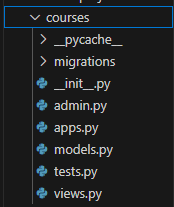 courses
__pycache__
migrations
__init__.py
admin.py
apps.py
models.py
tests.py
views.py